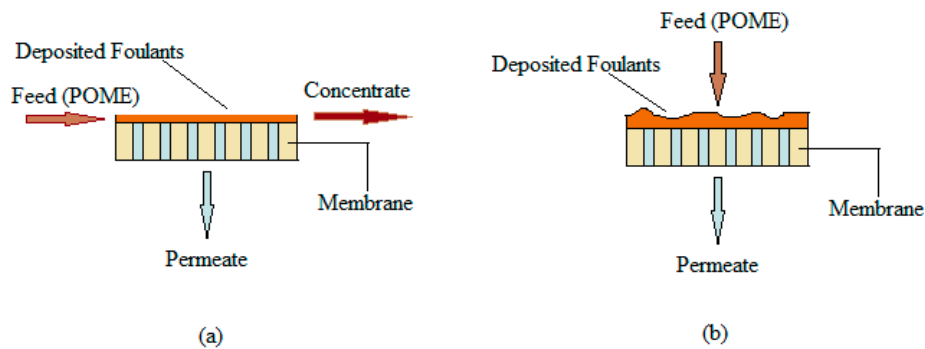 Deposited Foulants
Feed (POME)
Concentrate
Membrane
Permeate
(a)
Feed (POME)
Deposited Foulants
Membrane
Permeate
(b)